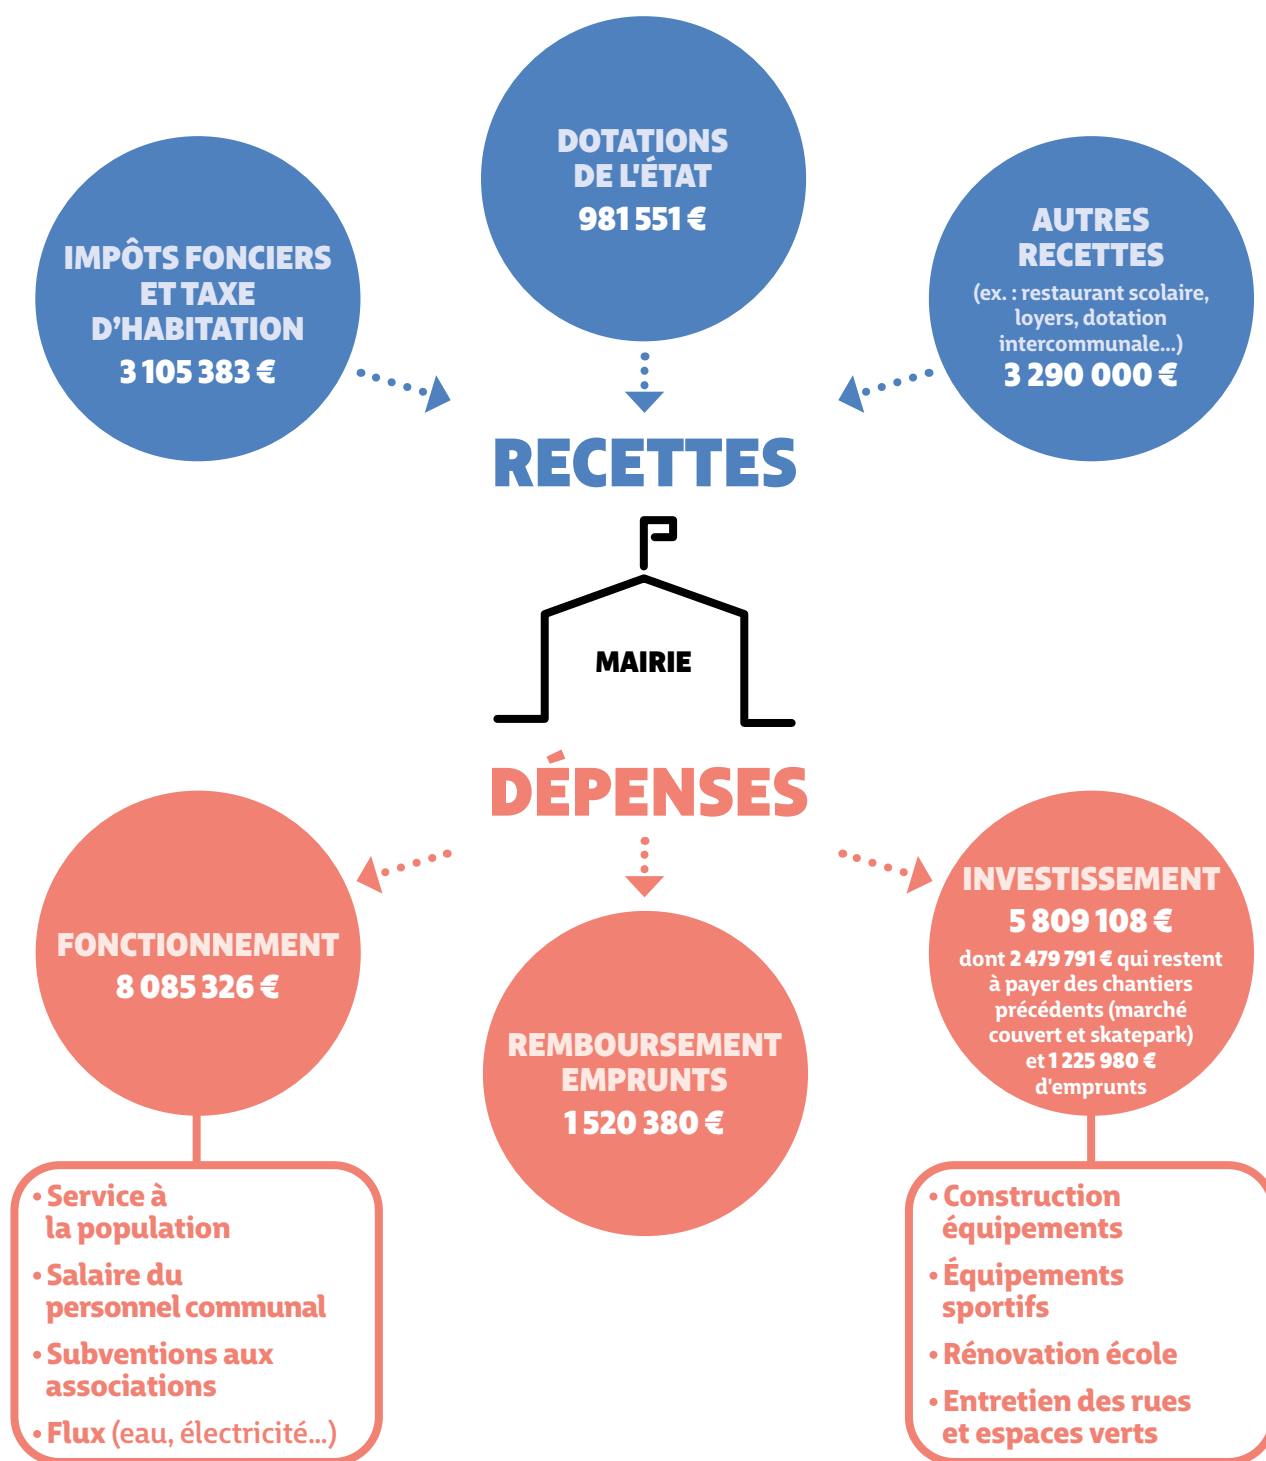 DOTATIONS
DE L'ÉTAT
981 551 €
IMPÔTS FONCIERS
ET TAXE
D’HABITATION
3 105 383 €
AUTRES
RECETTES
(ex. : restaurant scolaire,
loyers, dotation
intercommunale...)
3 290 000 €
RECETTES
MAIRIE
DÉPENSES
FONCTIONNEMENT
8 085 326 €
REMBOURSEMENT
EMPRUNTS
1 520 380 €
INVESTISSEMENT
5 809 108 €
dont 2 479 791 € qui restent
à payer des chantiers
précédents (marché
couvert et skatepark)
et 1 225 980 €
d'emprunts
• Service à
la population
• Salaire du
personnel communal
• Subventions aux
associations
• Flux (eau, électricité...)
• Construction
équipements
• Équipements
sportifs
• Rénovation école
• Entretien des rues
et espaces verts